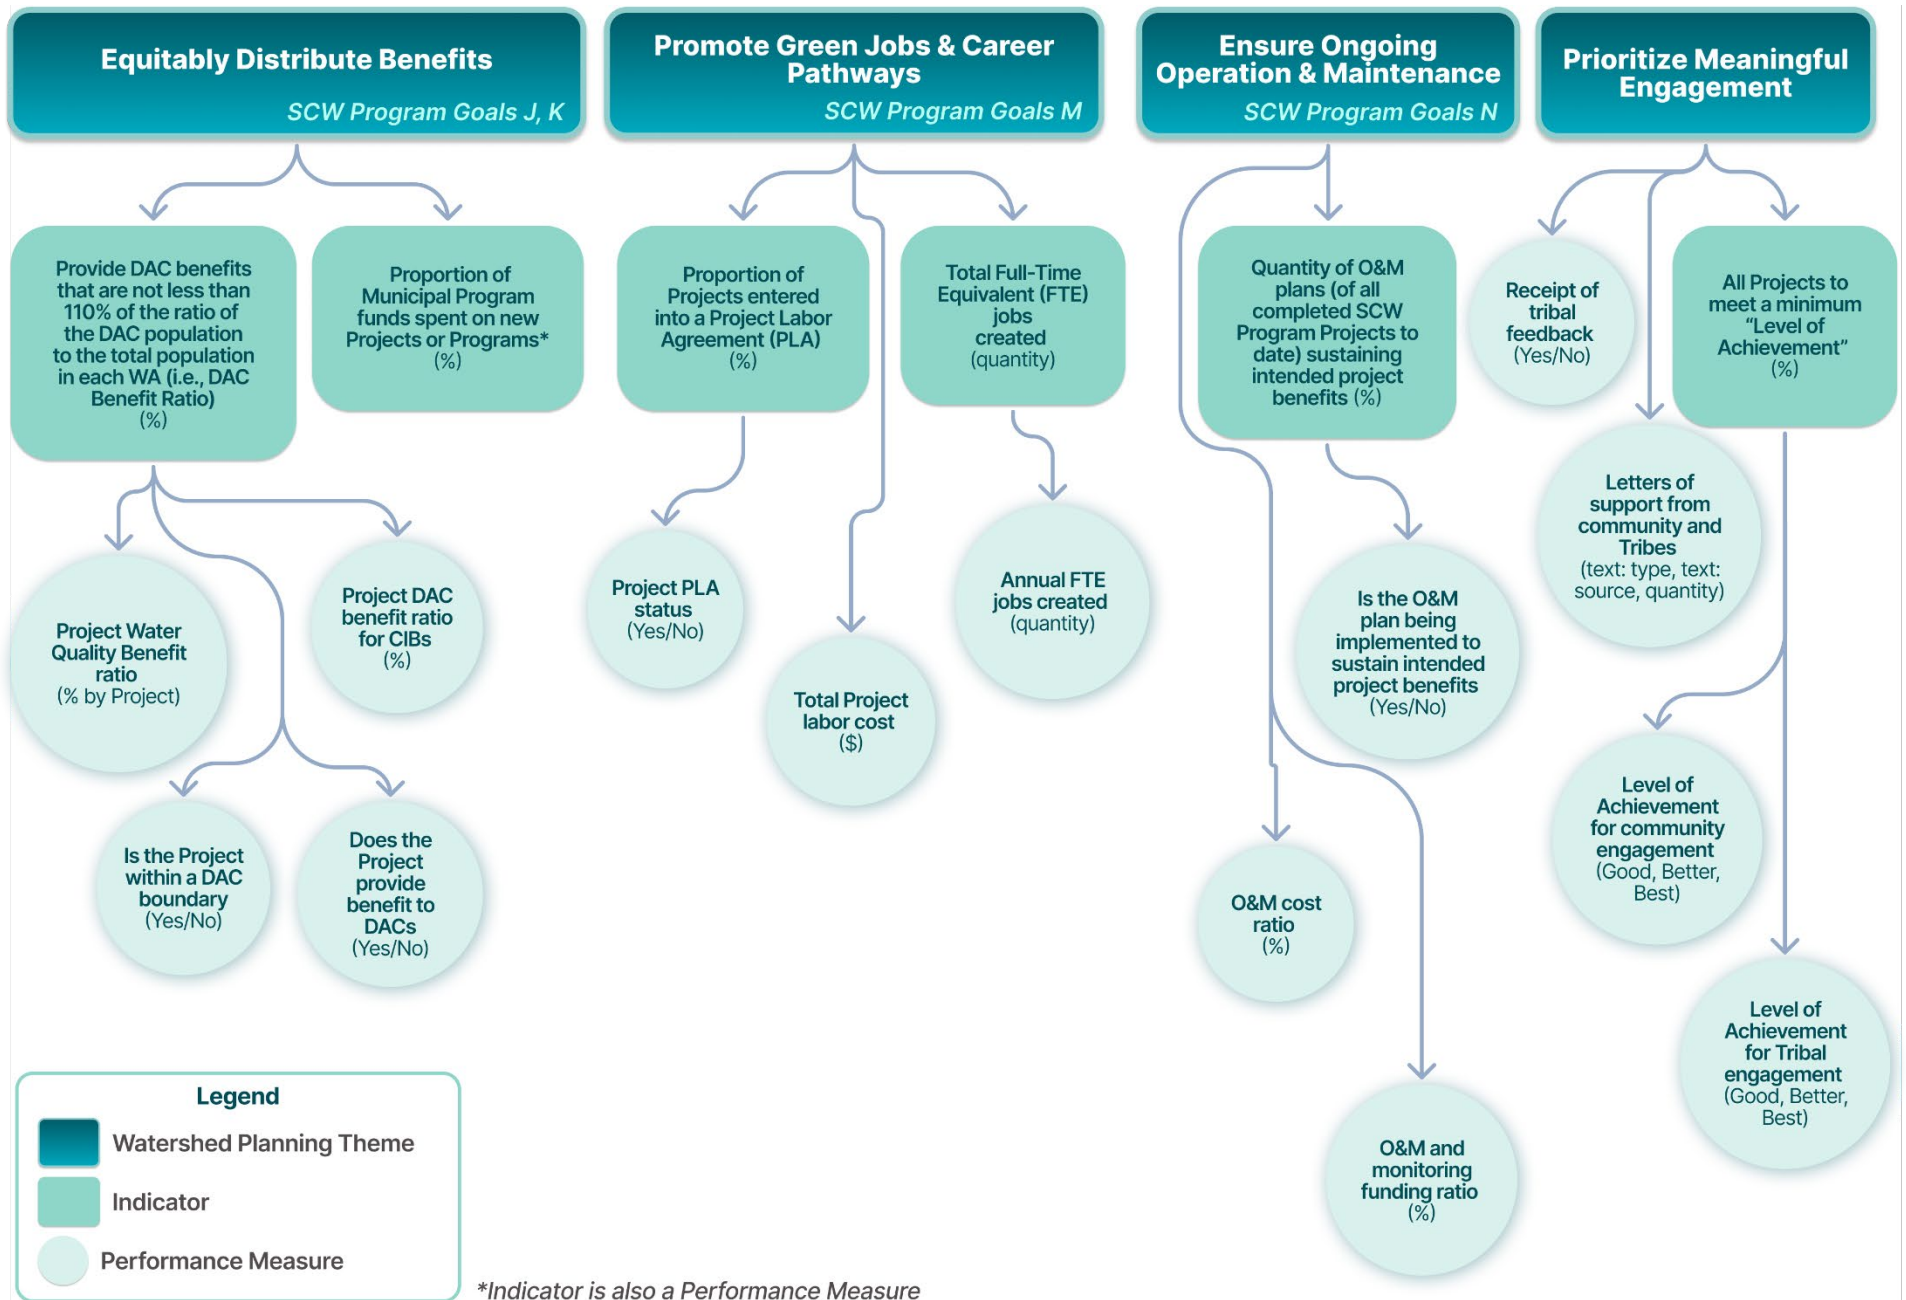 Equitably Distribute Benefits
SCW Program Goals J, K
Promote Green Jobs & Career
Pathways
SCW Program Goals M
Ensure Ongoing
Operation & Maintenance
SCW Program Goals N
Prioritize Meaningful
Engagement
Provide DAC benefits
that are not less than
110% of the ratio of
the DAC population
to the total population
in each WA (i.e., DAC
Benefit Ratio)
(%)
Proportion of
Municipal Program
funds spent on new
Projects or Programs*
(%)
Proportion of
Projects entered
into a Project Labor
Agreement (PLA)
(%)
Total Full-Time
Equivalent (FTE)
jobs
created
(quantity)
Quantity of O&M
plans (of all
completed SCW
Program Projects to
date) sustaining
intended project
benefits (%)
Receipt of
tribal
feedback
(Yes/No)
All Projects to
meet a minimum
“Level of
Achievement”
(%)
Letters of
support from
community and
Tribes
(text: type, text:
source, quantity)
Project Water
Quality Benefit
ratio
(% by Project)
Project DAC
benefit ratio
for CIBs
(%)
Project PLA
status
(Yes/No)
Total Project
labor cost
($)
Annual FTE
jobs created
(quantity)
Is the O&M
plan being
implemented to
sustain intended
project benefits
(Yes/No)
Is the Project
within a DAC
boundary
(Yes/No)
Does the
Project
provide
benefit to
DACs
(Yes/No)
O&M cost
ratio
(%)
Level of
Achievement
for community
engagement
(Good, Better,
Best)
O&M and
monitoring
funding ratio
(%)
Level of
Achievement
for Tribal
engagement
(Good, Better,
Best)
Legend
Watershed Planning Theme
Indicator
Performance Measure
*Indicator is also a Performance Measure